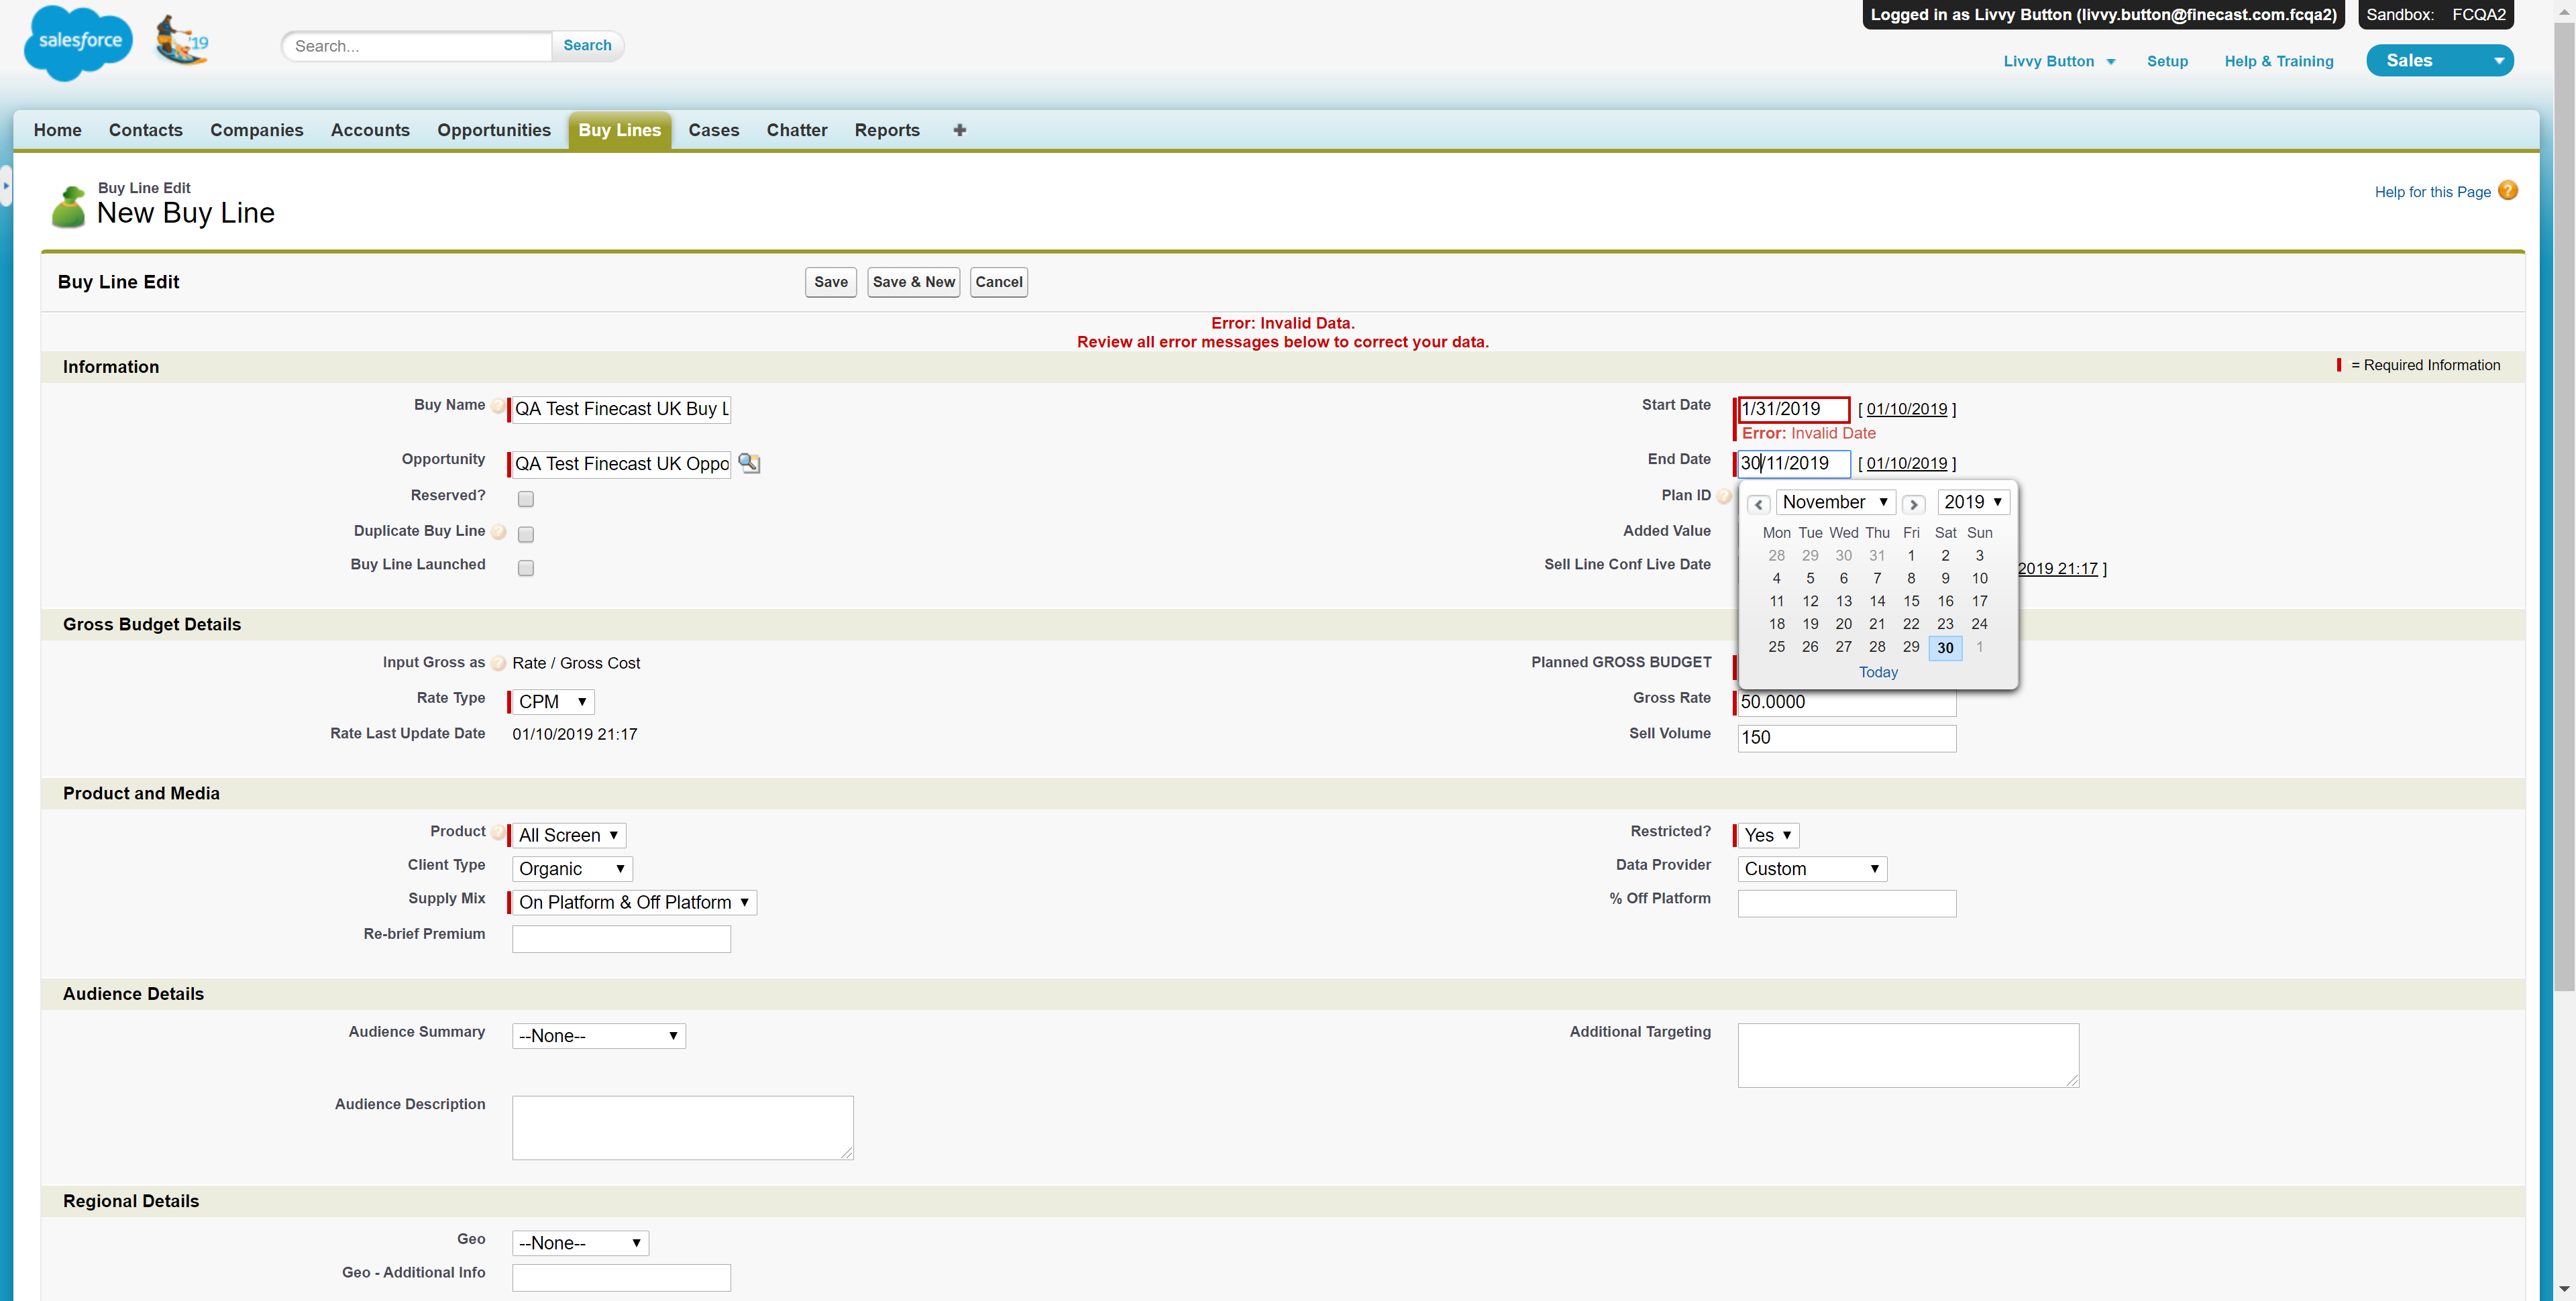 Logged in as Livvy Button (livvy.button@finecast.com.fcqa2) Sandbox: FCQA2
salesforce '19 Search... Search
Livvy Button Setup Help & Training Sales
Home Contacts Companies Accounts Opportunities Buy Lines Cases Chatter Reports
Buy Line Edit
New Buy Line
Help for this Page ?
Buy Line Edit Save Save & New Cancel
Error: Invalid Data.
Review all error messages below to correct your data.
Information = Required Information
Buy Name ? QA Test Finecast UK Buy L Start Date 1/31/2019 [ 01/10/2019 ]
Error: Invalid Date
Opportunity QA Test Finecast UK Oppo End Date 30/11/2019 [ 01/10/2019 ]
Reserved? Plan ID ? November 2019
Duplicate Buy Line ? Added Value Mon Tue Wed Thu Fri Sat Sun
28 29 30 31 1 2 3
Buy Line Launched Sell Line Conf Live Date 2019 21:17 ]
4 5 6 7 8 9 10
11 12 13 14 15 16 17
Gross Budget Details 18 19 20 21 22 23 24
25 26 27 28 29 30 1
Input Gross as ? Rate / Gross Cost Planned GROSS BUDGET Today
Rate Type CPM Gross Rate 50.0000
Rate Last Update Date 01/10/2019 21:17 Sell Volume 150
Product and Media
Product ? All Screen Restricted? Yes
Client Type Organic Data Provider Custom
Supply Mix On Platform & Off Platform % Off Platform
Re-brief Premium
Audience Details
Audience Summary --None-- Additional Targeting
Audience Description
Regional Details
Geo --None--
Geo - Additional Info